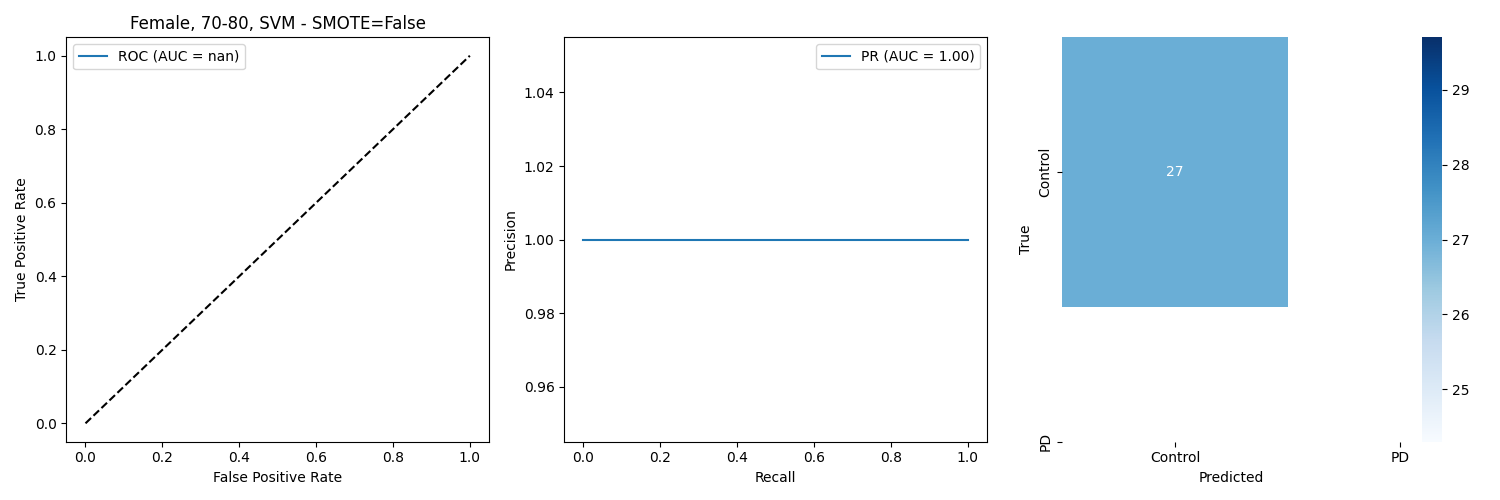 Female, 70-80, SVM - SMOTE=False
ROC (AUC = nan)
True Positive Rate
1.0
0.8
0.6
0.4
0.2
0.0
0.0 0.2 0.4 0.6 0.8 1.0
False Positive Rate
PR (AUC = 1.00)
Precision
1.04
1.02
1.00
0.98
0.96
0.0 0.2 0.4 0.6 0.8 1.0
Recall
True
Control
PD
27
Control PD
Predicted
29
28
27
26
25